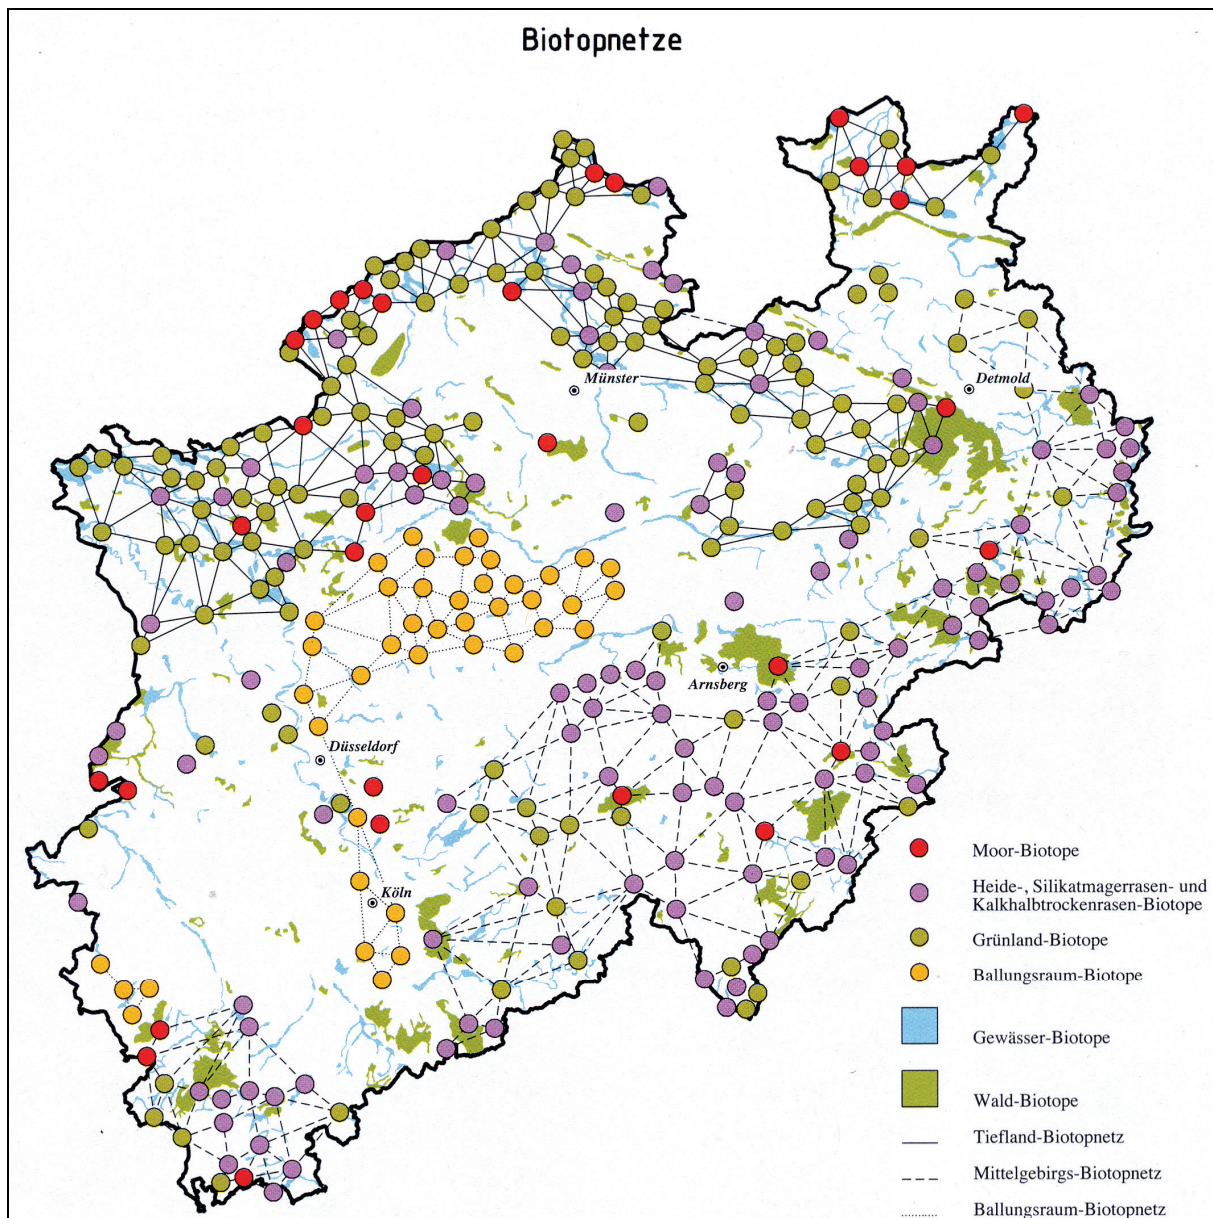 Biotopnetze
Münster
Detmold
Arnsberg
Düsseldorf
Köln
Moor-Biotope
Heide-, Silikatmagerrasen- und
Kalkhalbtrockenrasen-Biotope
Grünland-Biotope
Ballungsraum-Biotope
Gewässer-Biotope
Wald-Biotope
Tiefland-Biotopnetz
Mittelgebirgs-Biotopnetz
Ballungsraum-Biotopnetz